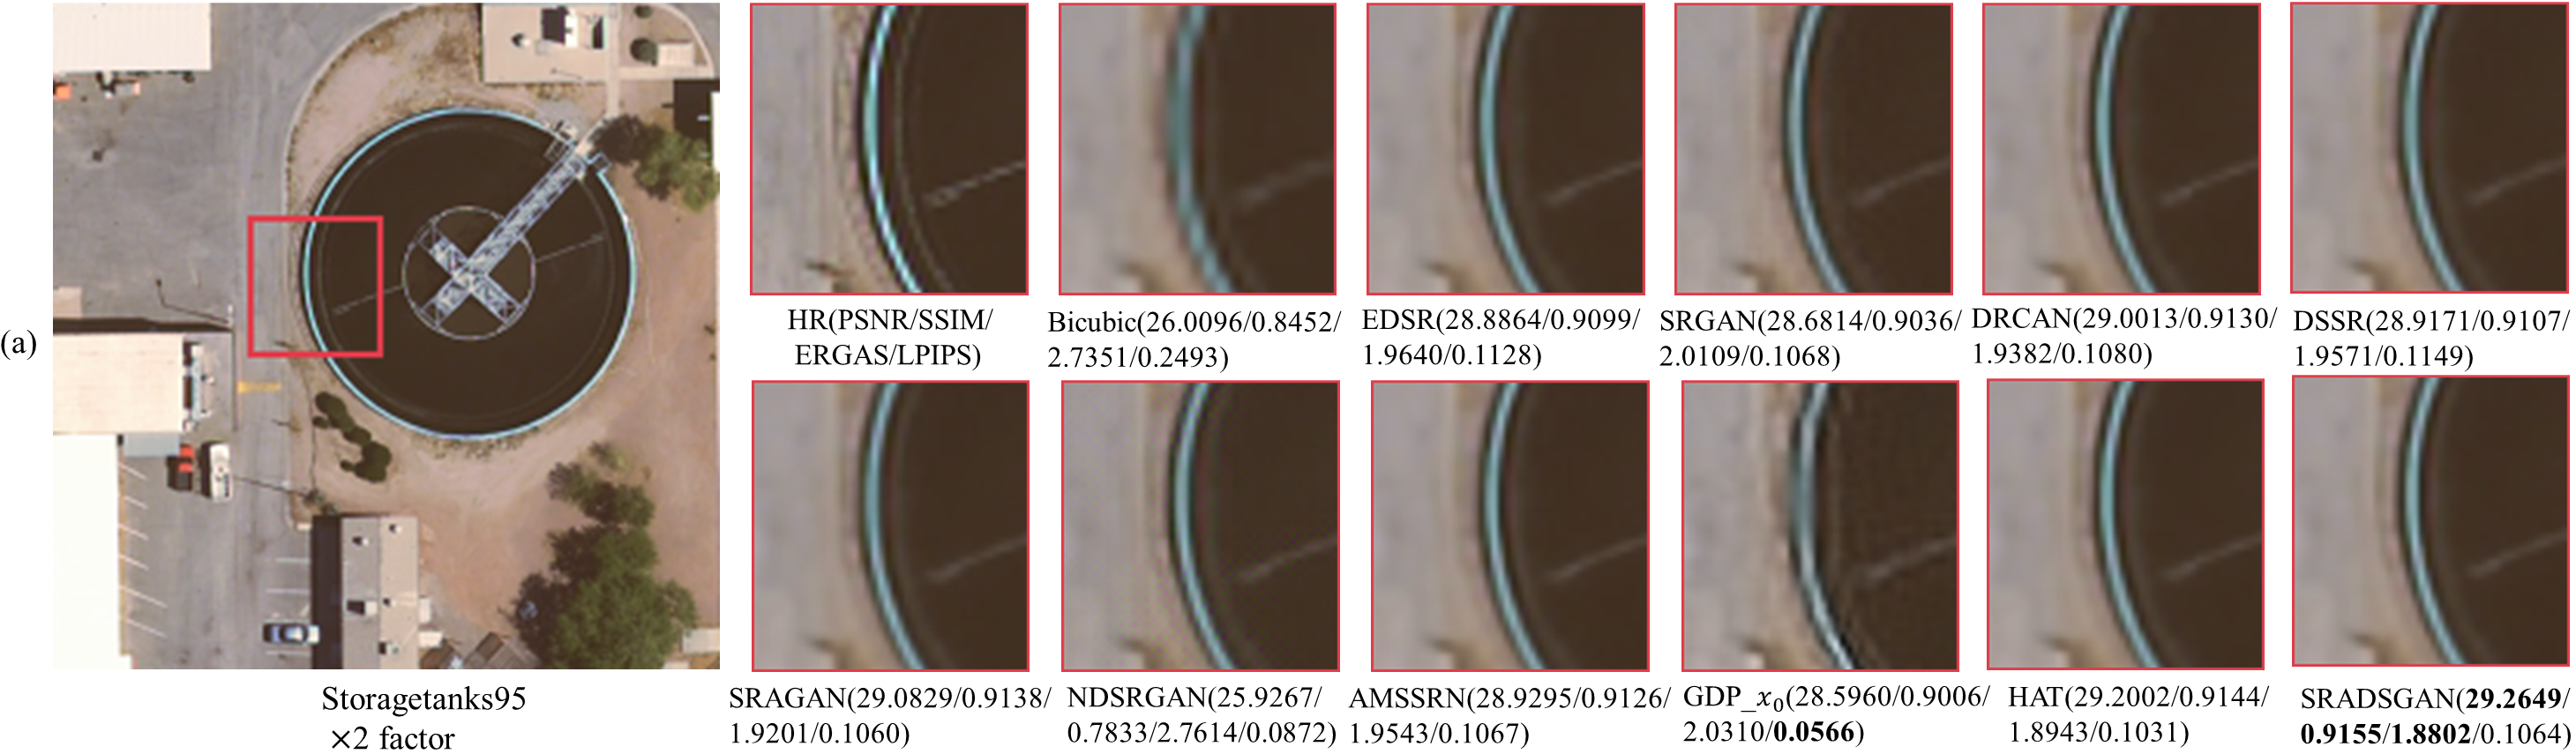 (a)
HR(PSNR/SSIM/
ERGAS/LPIPS)
Bicubic(26.0096/0.8452/
2.7351/0.2493)
EDSR(28.8864/0.9099/
1.9640/0.1128)
SRGAN(28.6814/0.9036/
2.0109/0.1068)
DRCAN(29.0013/0.9130/
1.9382/0.1080)
DSSR(28.9171/0.9107/
1.9571/0.1149)
Storagetanks95
×2 factor
SRAGAN(29.0829/0.9138/
1.9201/0.1060)
NDSRGAN(25.9267/
0.7833/2.7614/0.0872)
AMSSRN(28.9295/0.9126/
1.9543/0.1067)
GDP_x₀(28.5960/0.9006/
2.0310/0.0566)
HAT(29.2002/0.9144/
1.8943/0.1031)
SRADSGAN(29.2649/
0.9155/1.8802/0.1064)